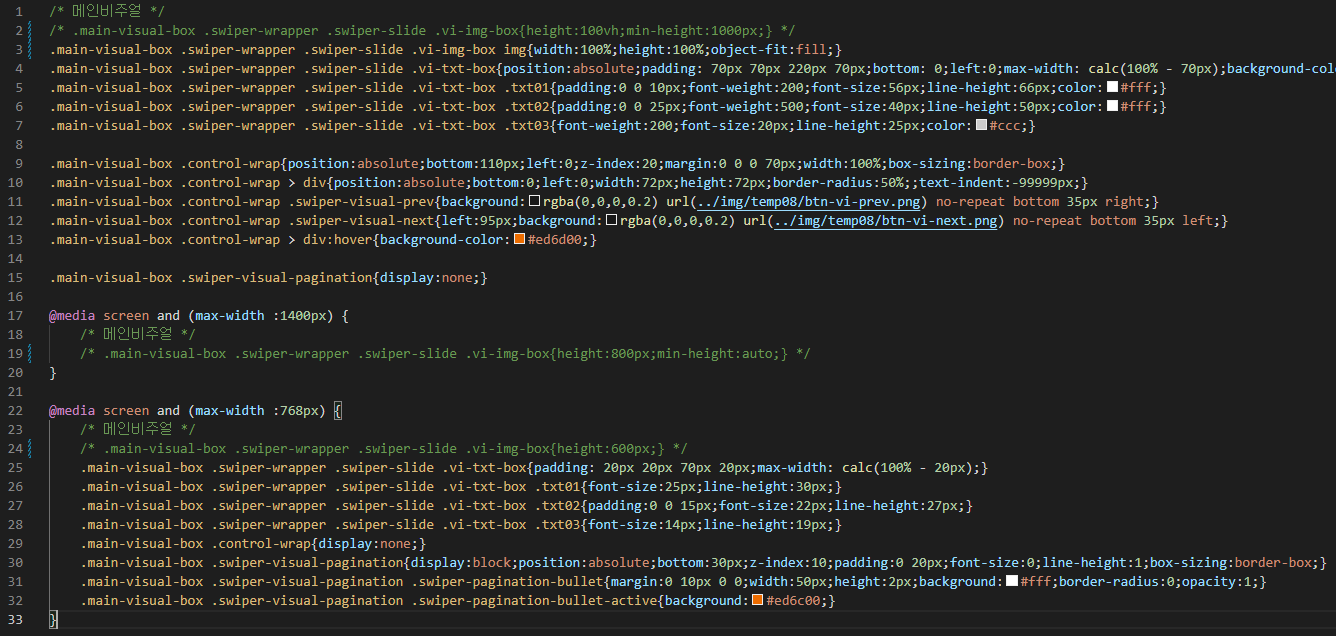 1 /* 메인비주얼 */
2 /* .main-visual-box .swiper-wrapper .swiper-slide .vi-img-box{height:100vh;min-height:1000px;} */
3 .main-visual-box .swiper-wrapper .swiper-slide .vi-img-box img{width:100%;height:100%;object-fit:fill;}
4 .main-visual-box .swiper-wrapper .swiper-slide .vi-txt-box{position:absolute;padding: 70px 70px 220px 70px;bottom: 0;left:0;max-width: calc(100% - 70px);background-col
5 .main-visual-box .swiper-wrapper .swiper-slide .vi-txt-box .txt01{padding:0 0 10px;font-weight:200;font-size:56px;line-height:66px;color:#fff;}
6 .main-visual-box .swiper-wrapper .swiper-slide .vi-txt-box .txt02{padding:0 0 25px;font-weight:500;font-size:40px;line-height:50px;color:#fff;}
7 .main-visual-box .swiper-wrapper .swiper-slide .vi-txt-box .txt03{font-weight:200;font-size:20px;line-height:25px;color:#ccc;}
8
9 .main-visual-box .control-wrap{position:absolute;bottom:110px;left:0;z-index:20;margin:0 0 0 70px;width:100%;box-sizing:border-box;}
10 .main-visual-box .control-wrap > div{position:absolute;bottom:0;left:0;width:72px;height:72px;border-radius:50%;;text-indent:-99999px;}
11 .main-visual-box .control-wrap .swiper-visual-prev{background:rgba(0,0,0,0.2) url(../img/temp08/btn-vi-prev.png) no-repeat bottom 35px right;}
12 .main-visual-box .control-wrap .swiper-visual-next{left:95px;background:rgba(0,0,0,0.2) url(../img/temp08/btn-vi-next.png) no-repeat bottom 35px left;}
13 .main-visual-box .control-wrap > div:hover{background-color:#ed6d00;}
14
15 .main-visual-box .swiper-visual-pagination{display:none;}
16
17 @media screen and (max-width :1400px) {
18 /* 메인비주얼 */
19 /* .main-visual-box .swiper-wrapper .swiper-slide .vi-img-box{height:800px;min-height:auto;} */
20 }
21
22 @media screen and (max-width :768px) {
23 /* 메인비주얼 */
24 /* .main-visual-box .swiper-wrapper .swiper-slide .vi-img-box{height:600px;} */
25 .main-visual-box .swiper-wrapper .swiper-slide .vi-txt-box{padding: 20px 20px 70px 20px;max-width: calc(100% - 20px);}
26 .main-visual-box .swiper-wrapper .swiper-slide .vi-txt-box .txt01{font-size:25px;line-height:30px;}
27 .main-visual-box .swiper-wrapper .swiper-slide .vi-txt-box .txt02{padding:0 0 15px;font-size:22px;line-height:27px;}
28 .main-visual-box .swiper-wrapper .swiper-slide .vi-txt-box .txt03{font-size:14px;line-height:19px;}
29 .main-visual-box .control-wrap{display:none;}
30 .main-visual-box .swiper-visual-pagination{display:block;position:absolute;bottom:30px;z-index:10;padding:0 20px;font-size:0;line-height:1;box-sizing:border-box;}
31 .main-visual-box .swiper-visual-pagination .swiper-pagination-bullet{margin:0 10px 0 0;width:50px;height:2px;background:#fff;border-radius:0;opacity:1;}
32 .main-visual-box .swiper-visual-pagination .swiper-pagination-bullet-active{background:#ed6c00;}
33 }